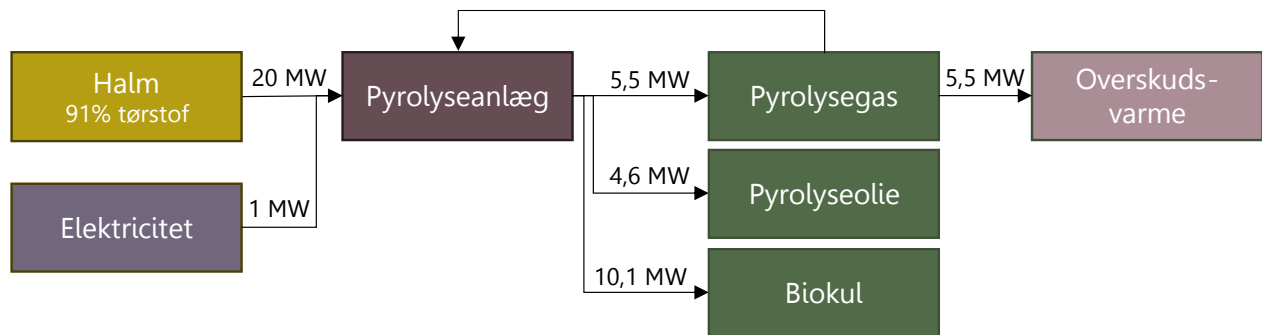 Halm
91% tørstof
20 MW
Pyrolyseanlæg
5,5 MW
Pyrolysegas
5,5 MW
Overskuds-
varme
Elektricitet
1 MW
4,6 MW
Pyrolyseolie
10,1 MW
Biokul